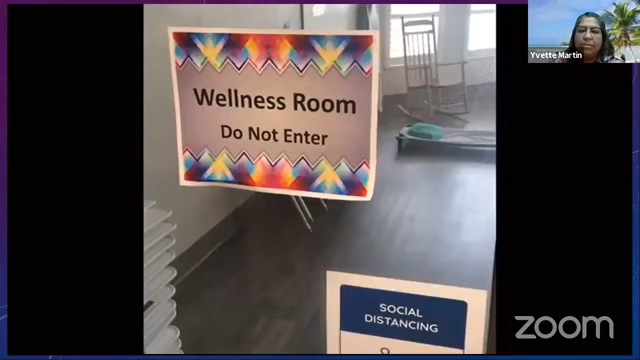 Yvette Martin
Wellness Room
Do Not Enter
SOCIAL
DISTANCING
zoom